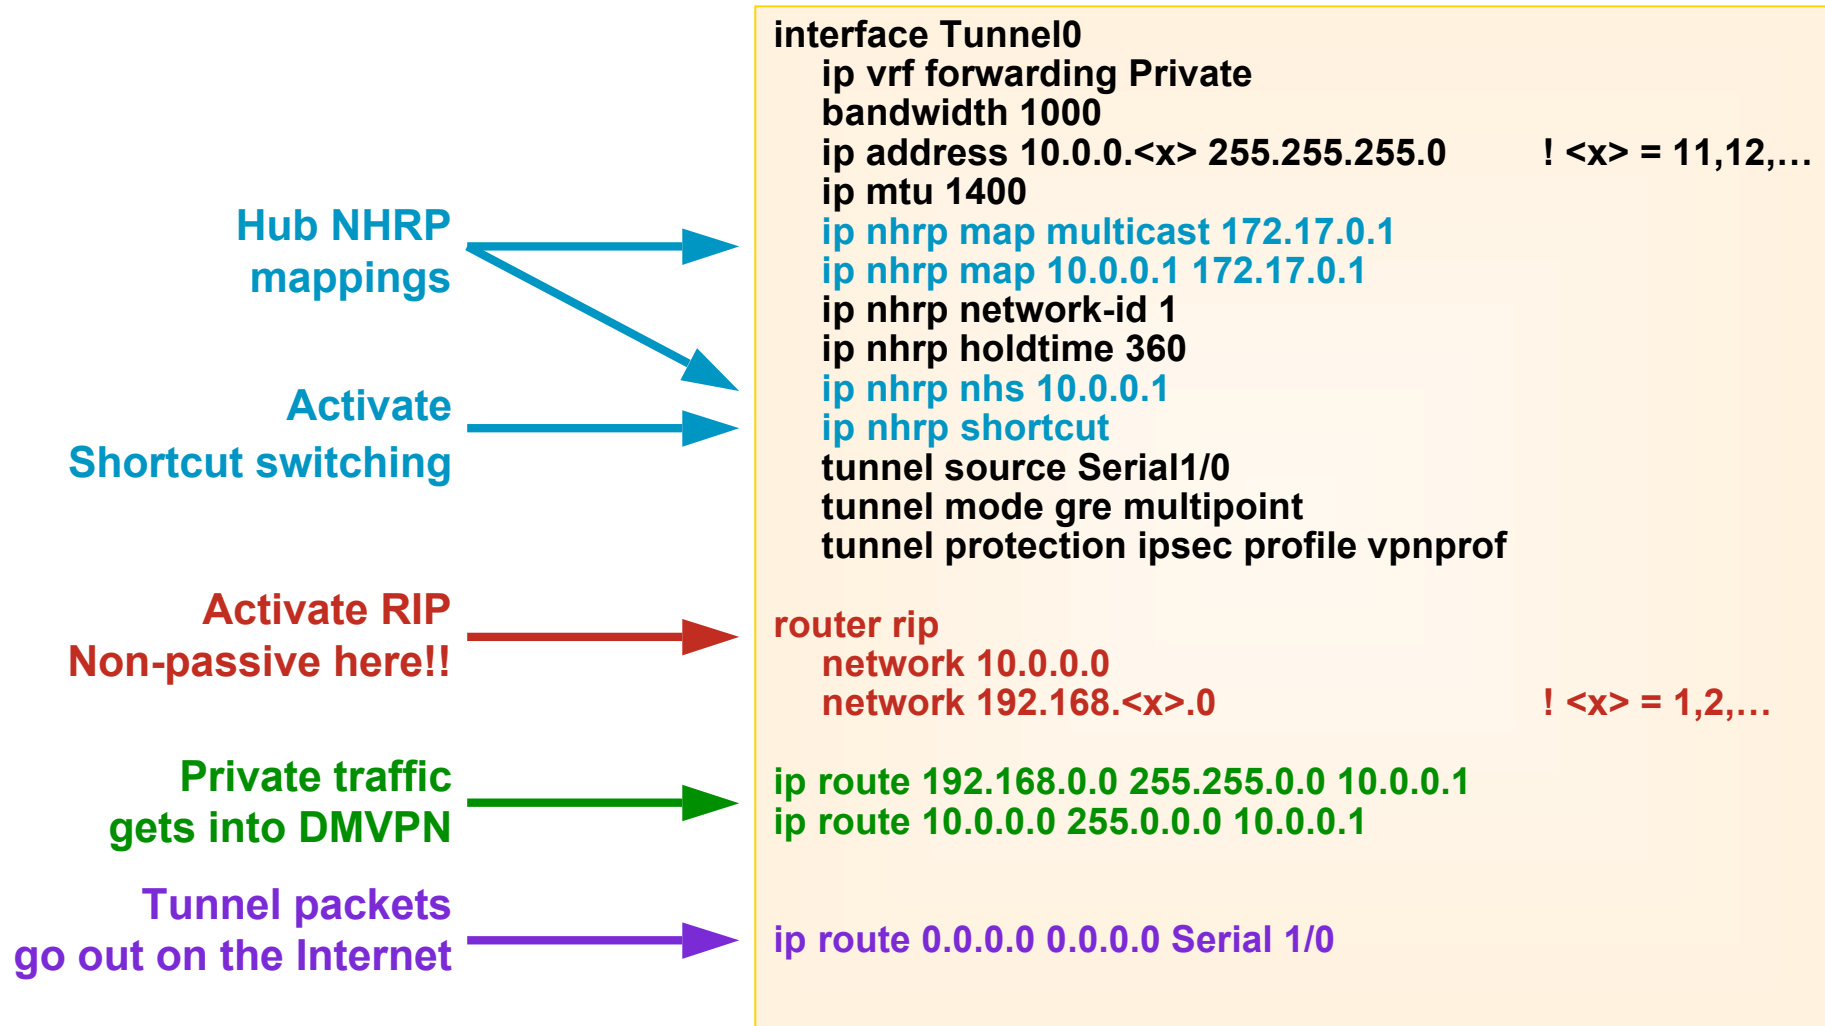 Hub NHRP
mappings
Activate
Shortcut switching
Activate RIP
Non-passive here!!
Private traffic
gets into DMVPN
Tunnel packets
go out on the Internet
interface Tunnel0
ip vrf forwarding Private
bandwidth 1000
ip address 10.0.0.<x> 255.255.255.0 ! <x> = 11,12,…
ip mtu 1400
ip nhrp map multicast 172.17.0.1
ip nhrp map 10.0.0.1 172.17.0.1
ip nhrp network-id 1
ip nhrp holdtime 360
ip nhrp nhs 10.0.0.1
ip nhrp shortcut
tunnel source Serial1/0
tunnel mode gre multipoint
tunnel protection ipsec profile vpnprof
router rip
network 10.0.0.0
network 192.168.<x>.0 ! <x> = 1,2,…
ip route 192.168.0.0 255.255.0.0 10.0.0.1
ip route 10.0.0.0 255.0.0.0 10.0.0.1
ip route 0.0.0.0 0.0.0.0 Serial 1/0